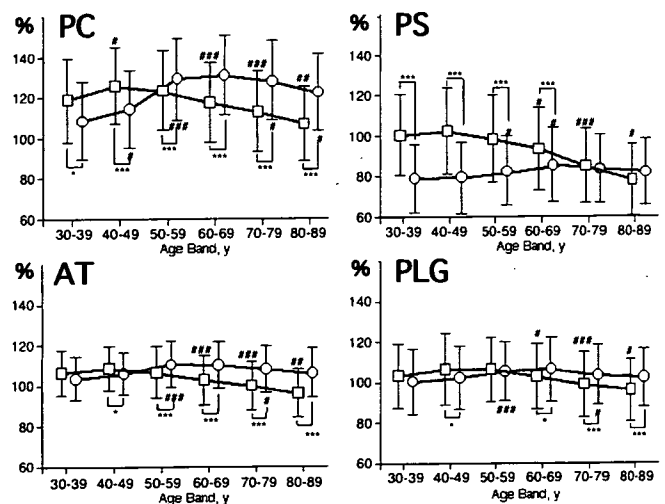 % PC
140
#
### ### ##
120
###
# # #
100
* *** *** *** *** ***
80
60
30-39 40-49 50-59 60-69 70-79 80-89
Age Band, y
% PS
140
*** *** *** ***
120
# # # ### #
100
80
60
30-39 40-49 50-59 60-69 70-79 80-89
Age Band, y
% AT
140
120
### ### ##
100
* *** ### *** *** # ***
80
60
30-39 40-49 50-59 60-69 70-79 80-89
Age Band, y
% PLG
140
120
# ### #
100
* ### * *** # ***
80
60
30-39 40-49 50-59 60-69 70-79 80-89
Age Band, y